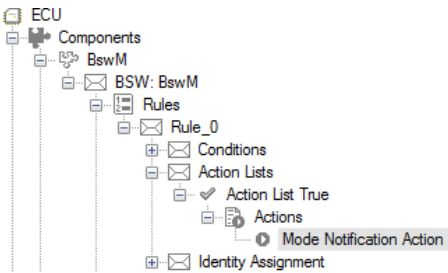 ECU
Components
BswM
BSW: BswM
Rules
Rule_0
Conditions
Action Lists
Action List True
Actions
Mode Notification Action
Identity Assignment